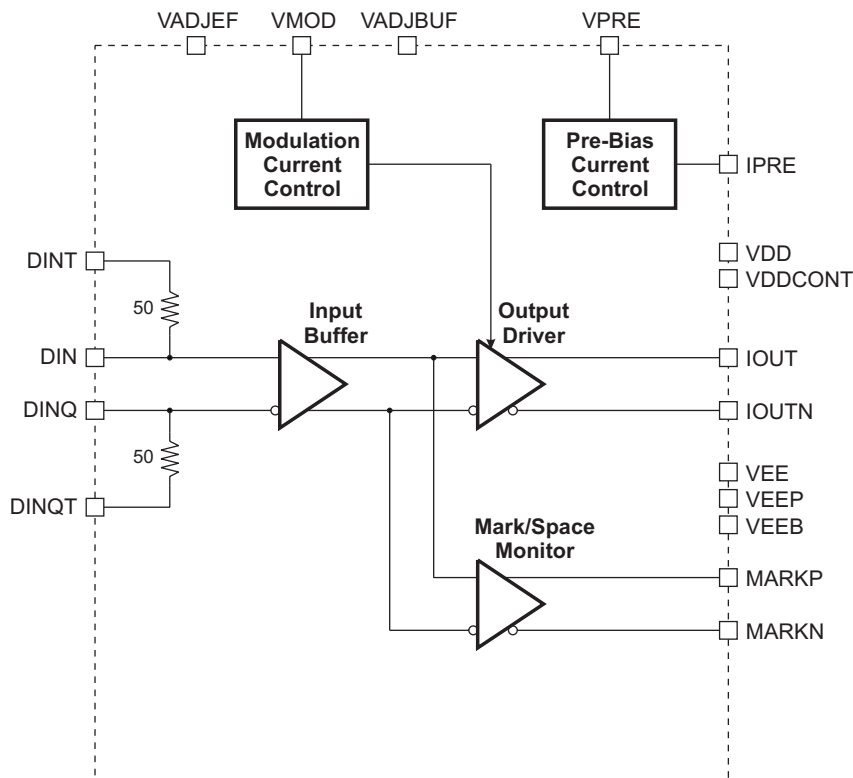 VADJEF
VMOD
VADJBUF
VPRE
Modulation
Current
Control
Pre-Bias
Current
Control
IPRE
VDD
VDDCONT
DINT
50
Input
Buffer
Output
Driver
DIN
IOUT
DINQ
IOUTN
50
DINQT
VEE
VEEP
VEEB
Mark/Space
Monitor
MARKP
MARKN